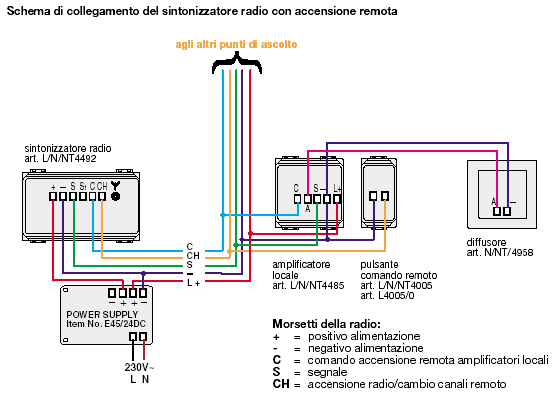 Schema di collegamento del sintonizzatore radio con accensione remota
agli altri punti di ascolto
sintonizzatore radio
art. L/N/NT4492
+ – S S1 C CH
C
CH
S
–
L +
C A S – L+
amplificatore
locale
art. L/N/NT4485
pulsante
comando remoto
art. L/N/NT4005
L4005/0
A –
diffusore
art. N/NT/4958
– + + –
POWER SUPPLY
Item No. E45/24DC
230V~
L N
Morsetti della radio:
+ = positivo alimentazione
- = negativo alimentazione
C = comando accensione remota amplificatori locali
S = segnale
CH = accensione radio/cambio canali remoto